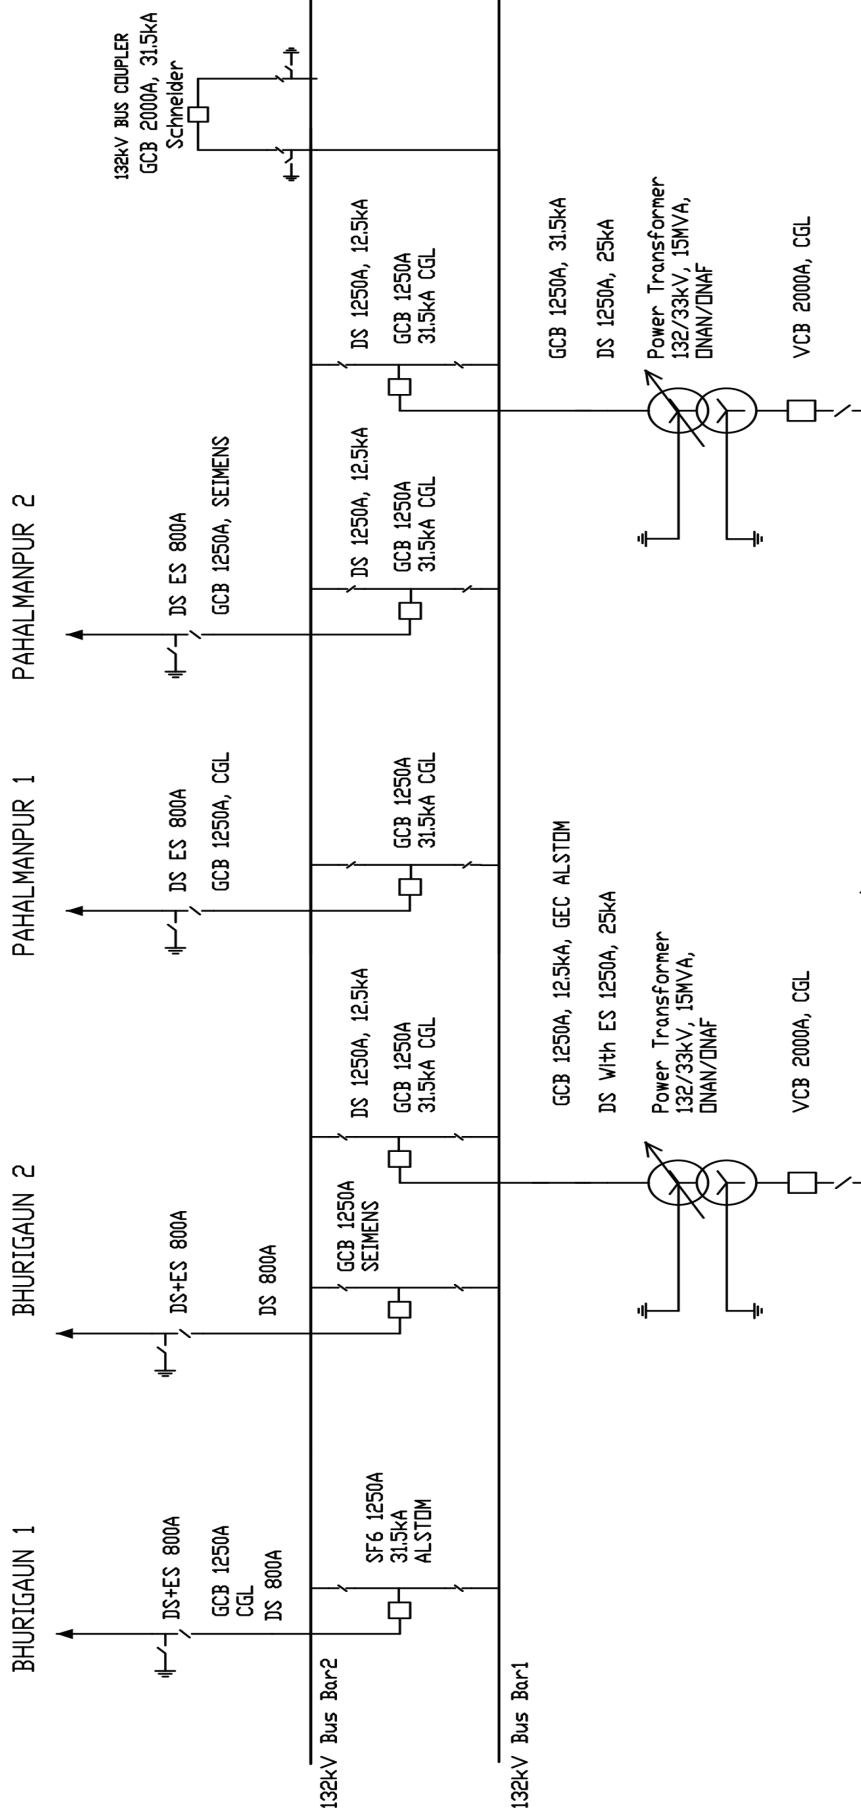 BHURIGAUN 1
DS+ES 800A
GCB 1250A
CGL
DS 800A
SF6 1250A
31.5kA
ALSTOM
132kV Bus Bar2
132kV Bus Bar1
BHURIGAUN 2
DS+ES 800A
DS 800A
GCB 1250A
SEIMENS
DS 1250A, 12.5kA
GCB 1250A
31.5kA CGL
GCB 1250A, 12.5kA, GEC ALSTOM
DS With ES 1250A, 25kA
Power Transformer
132/33kV, 15MVA,
ONAN/ONAF
VCB 2000A, CGL
PAHALMANPUR 1
DS ES 800A
GCB 1250A, CGL
GCB 1250A
31.5kA CGL
PAHALMANPUR 2
DS ES 800A
GCB 1250A, SEIMENS
DS 1250A, 12.5kA
GCB 1250A
31.5kA CGL
DS 1250A, 12.5kA
GCB 1250A
31.5kA CGL
GCB 1250A, 31.5kA
DS 1250A, 25kA
Power Transformer
132/33kV, 15MVA,
ONAN/ONAF
VCB 2000A, CGL
132kV BUS COUPLER
GCB 2000A, 31.5kA
Schneider